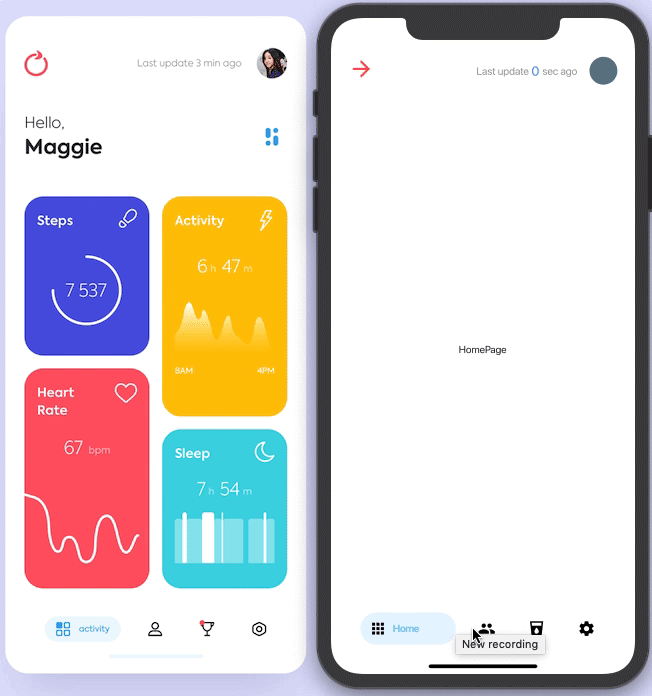 Last update 3 min ago
Hello,
Maggie
Steps
7 537
Activity
6 h 47 m
8AM 4PM
Heart
Rate
67 bpm
Sleep
7 h 54 m
activity
Last update 0 sec ago
HomePage
Home
New recording